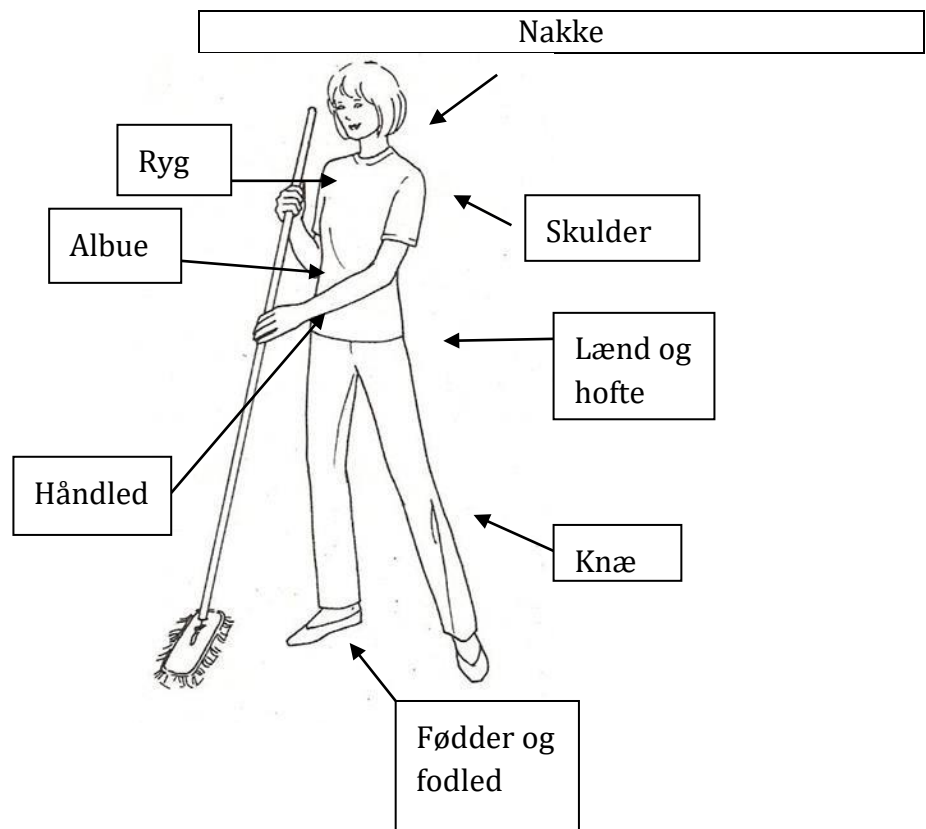 Nakke
Ryg
Skulder
Albue
Lænd og
hofte
Håndled
Knæ
Fødder og
fodled